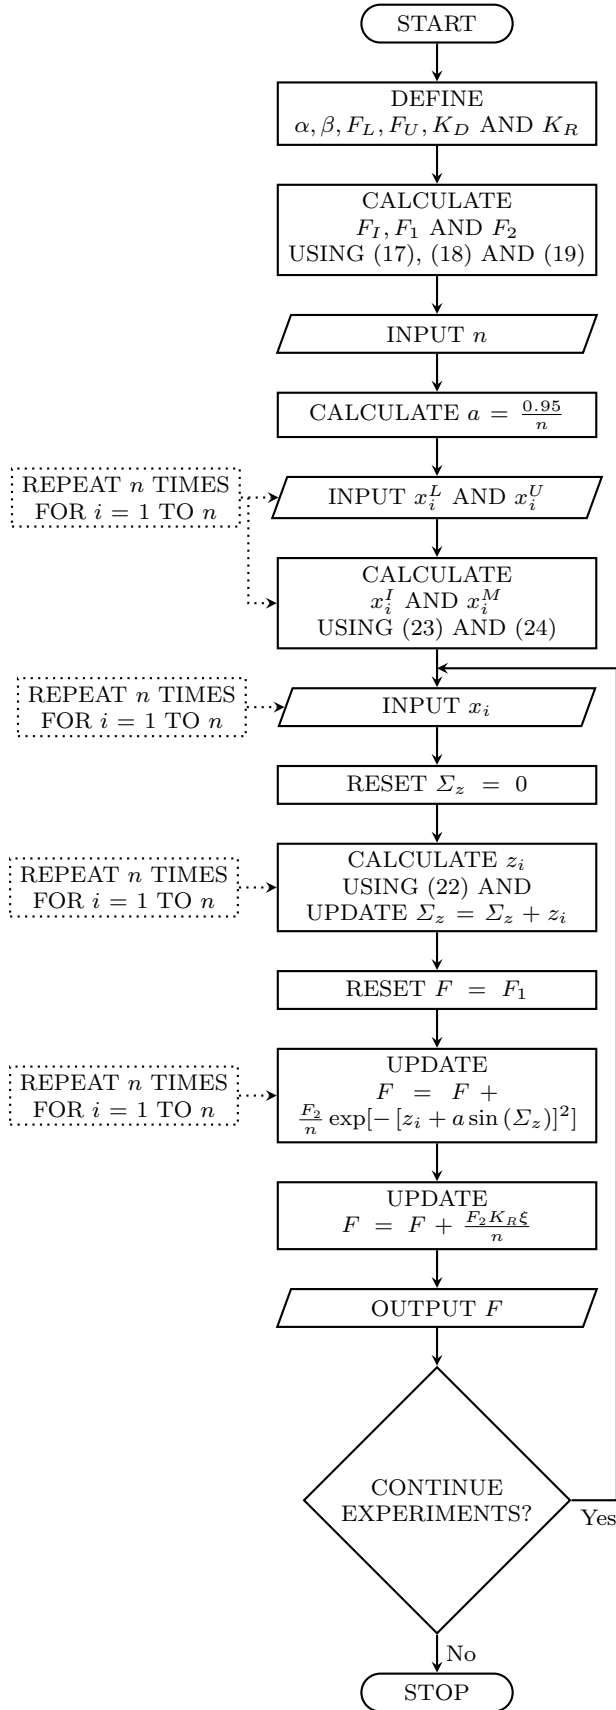 START
DEFINE
α, β, F_L, F_U, K_D AND K_R
CALCULATE
F_I, F_1 AND F_2
USING (17), (18) AND (19)
INPUT n
CALCULATE a = \frac{0.95}{n}
REPEAT n TIMES
FOR i = 1 TO n
INPUT x_i^L AND x_i^U
CALCULATE
x_i^I AND x_i^M
USING (23) AND (24)
REPEAT n TIMES
FOR i = 1 TO n
INPUT x_i
RESET Σ_z = 0
REPEAT n TIMES
FOR i = 1 TO n
CALCULATE z_i
USING (22) AND
UPDATE Σ_z = Σ_z + z_i
RESET F = F_1
REPEAT n TIMES
FOR i = 1 TO n
UPDATE
F = F +
\frac{F_2}{n} exp[− [z_i + a sin (Σ_z)]^2]
UPDATE
F = F + \frac{F_2 K_R ξ}{n}
OUTPUT F
CONTINUE
EXPERIMENTS?
Yes
No
STOP